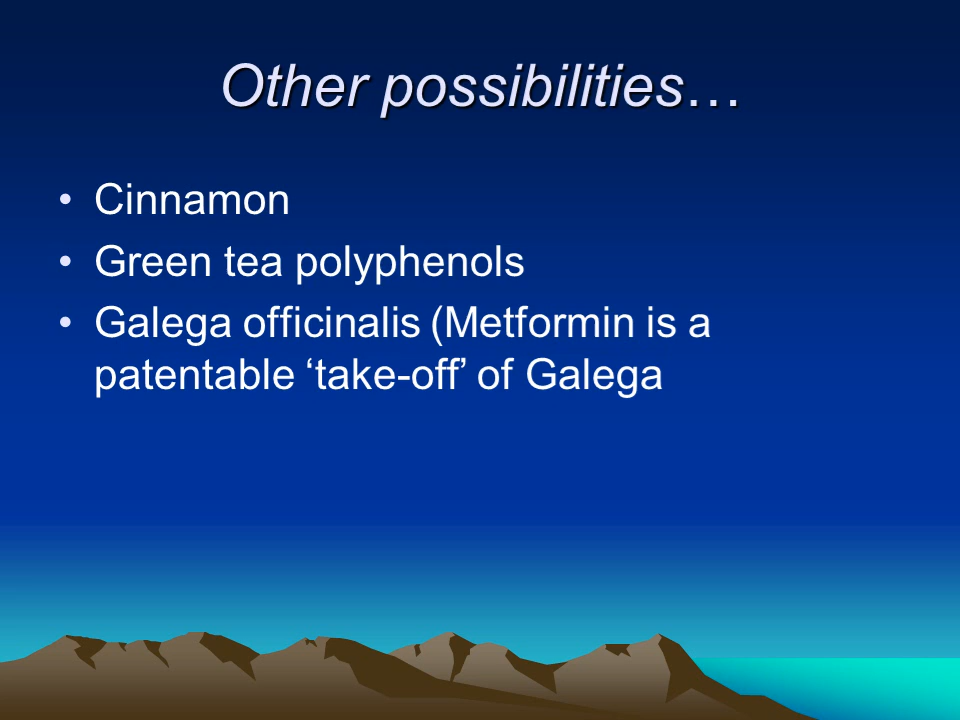 Other possibilities…
• Cinnamon
• Green tea polyphenols
• Galega officinalis (Metformin is a
patentable ‘take-off’ of Galega